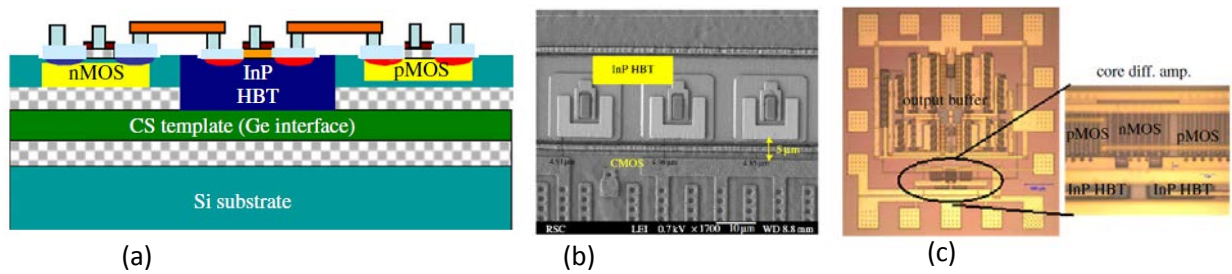 nMOS
InP
HBT
pMOS
CS template (Ge interface)
Si substrate
(a)
InP HBT
5 μm
CMOS
RSC
LEI 0.7 kV ×1700 10 μm WD 8.8 mm
(b)
output buffer
core diff. amp.
pMOS
nMOS
pMOS
InP HBT
InP HBT
(c)